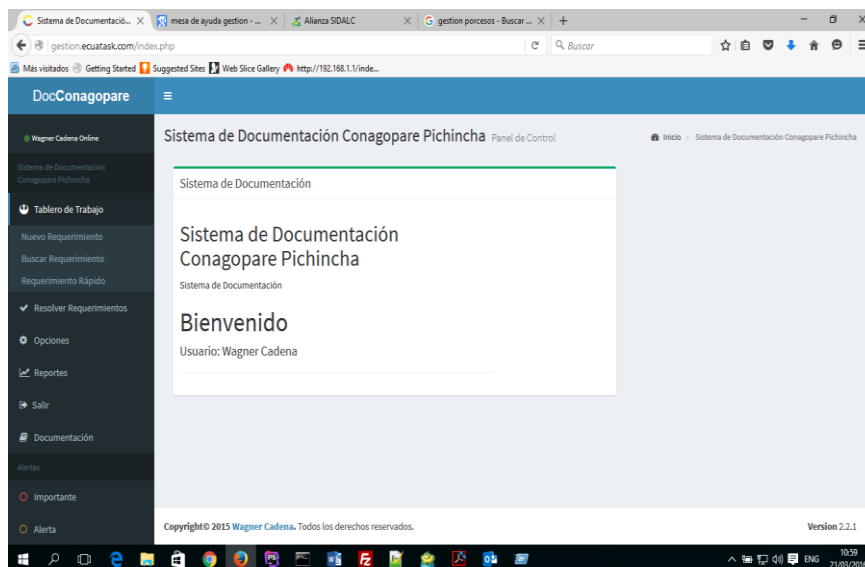 Sistema de Documentació... X
mesa de ayuda gestion - ... X
Alianza SIDALC X
gestion porcesos - Buscar ... X +
gestion.ecuatask.com/index.php
Buscar
Más visitados
Getting Started
Suggested Sites
Web Slice Gallery
http://192.168.1.1/inde...
DocConagopare
Wagner Cadena Online
Sistema de Documentación
Conagopare Pichincha
Tablero de Trabajo
Nuevo Requerimiento
Buscar Requerimiento
Requerimiento Rápido
Resolver Requerimientos
Opciones
Reportes
Salir
Documentación
Alertas
Importante
Alerta
Sistema de Documentación Conagopare Pichincha Panel de Control
Inicio > Sistema de Documentación Conagopare Pichincha
Sistema de Documentación
Sistema de Documentación
Conagopare Pichincha
Sistema de Documentación
Bienvenido
Usuario: Wagner Cadena
Copyright© 2015 Wagner Cadena. Todos los derechos reservados.
Version 2.2.1
ENG
10:59